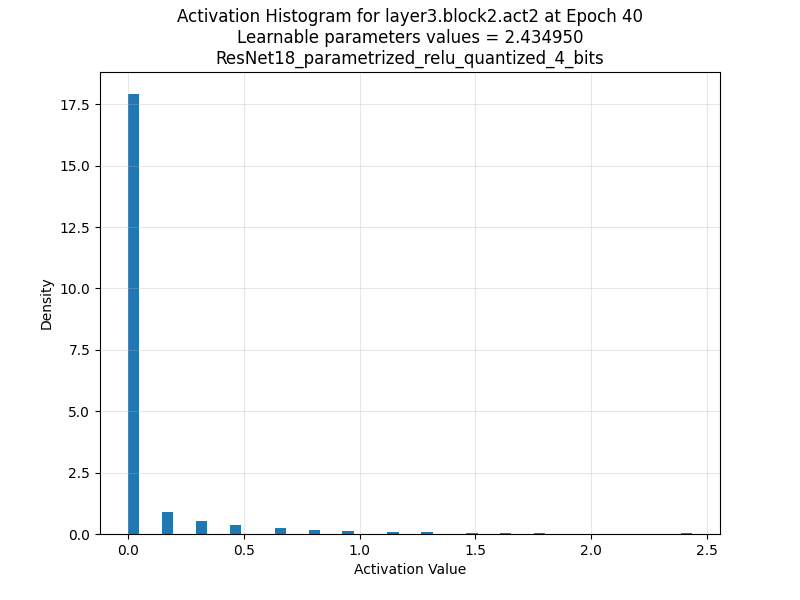 Activation Histogram for layer3.block2.act2 at Epoch 40
Learnable parameters values = 2.434950
ResNet18_parametrized_relu_quantized_4_bits
17.5
15.0
12.5
10.0
7.5
5.0
2.5
0.0
Density
0.0 0.5 1.0 1.5 2.0 2.5
Activation Value